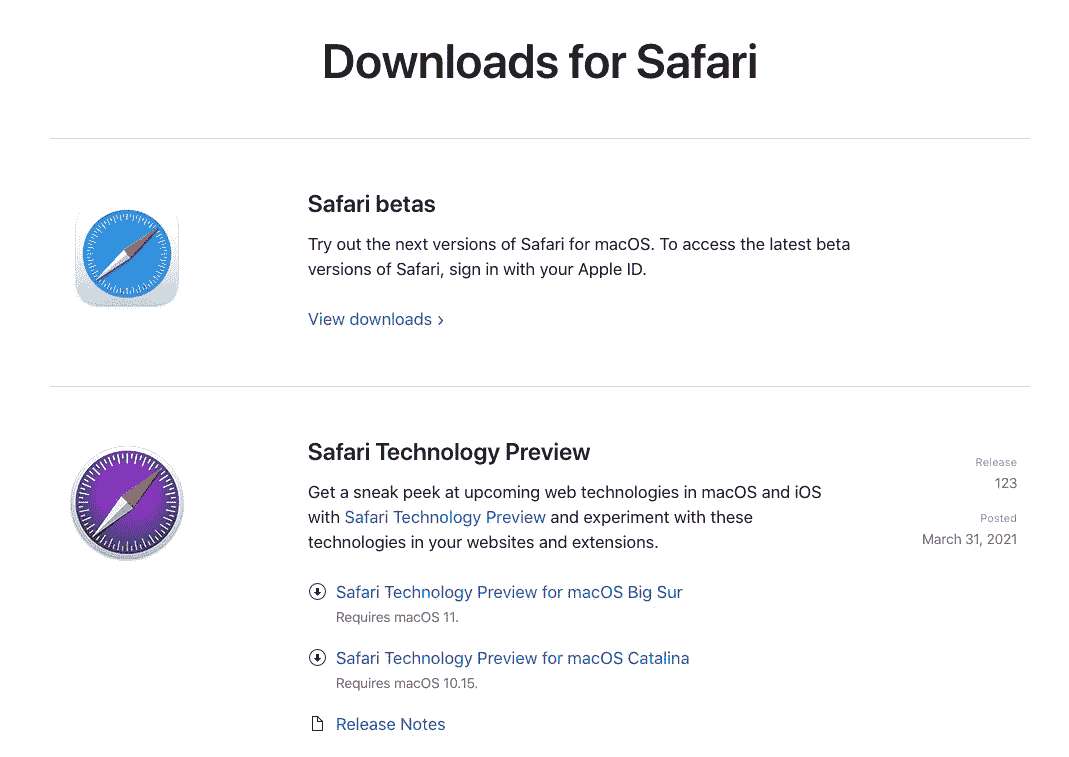 Downloads for Safari
Safari betas
Try out the next versions of Safari for macOS. To access the latest beta
versions of Safari, sign in with your Apple ID.
View downloads ›
Safari Technology Preview
Get a sneak peek at upcoming web technologies in macOS and iOS
with Safari Technology Preview and experiment with these
technologies in your websites and extensions.
Release
123
Posted
March 31, 2021
Safari Technology Preview for macOS Big Sur
Requires macOS 11.
Safari Technology Preview for macOS Catalina
Requires macOS 10.15.
Release Notes